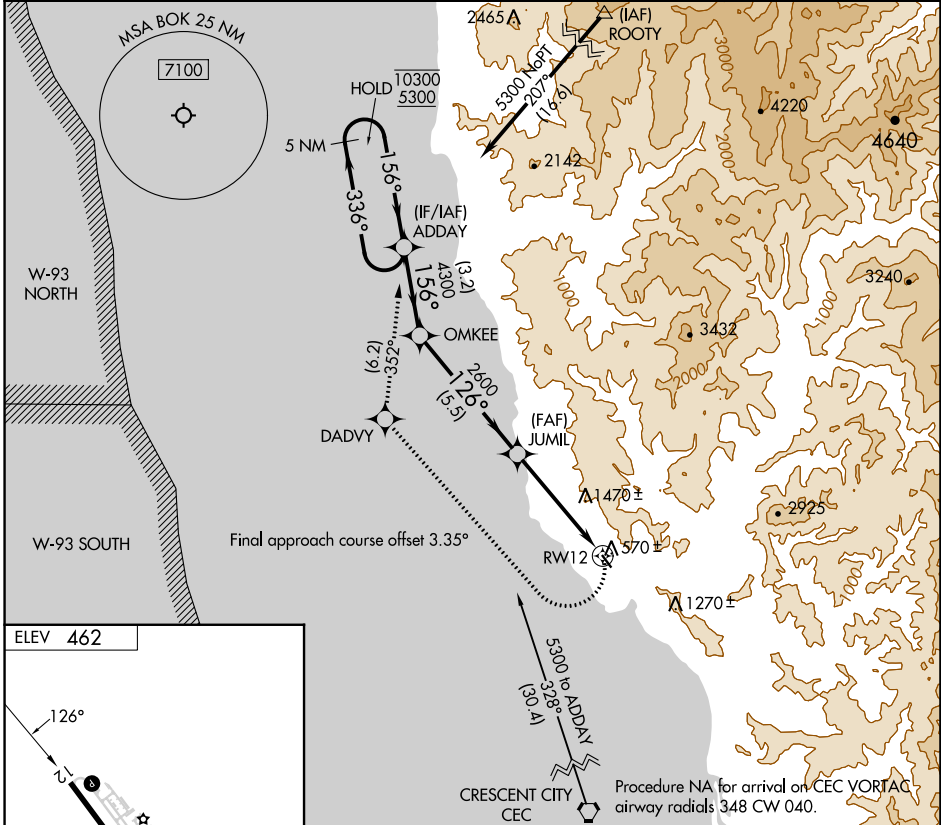 MSA BOK 25 NM
7100
2465
(IAF)
ROOTY
5300 NoPT
207°
(16.6)
HOLD
10300
5300
5 NM
156°
336°
(IF/IAF)
ADDAY
(3.2)
4300
156°
OMKEE
(6.2)
352°
DADVY
2600
126°
(5.5)
(FAF)
JUMIL
3000
4220
4640
2000
2142
1000
3240
1000
3432
2000
1470±
2925
RW12
570±
1000
1270±
W-93
NORTH
W-93 SOUTH
Final approach course offset 3.35°
5300 to ADDAY
328°
(30.4)
CRESCENT CITY
CEC
Procedure NA for arrival on CEC VORTAC
airway radials 348 CW 040.
ELEV 462
126°
12
P